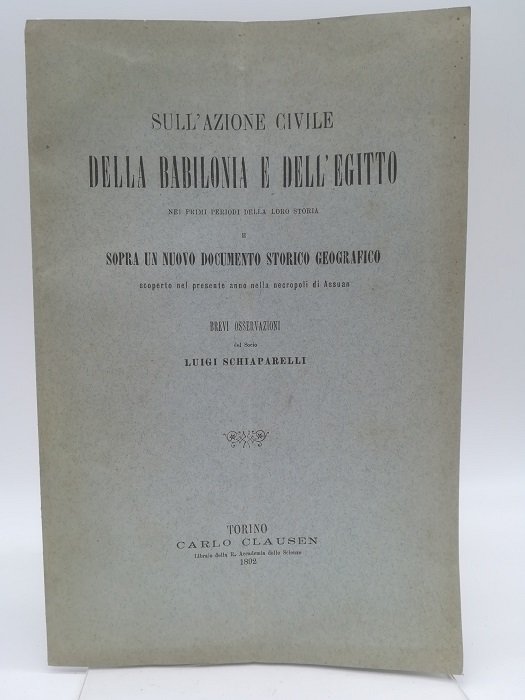 SULL'AZIONE CIVILE
DELLA BABILONIA E DELL'EGITTO
NEI PRIMI PERIODI DELLA LORO STORIA
E
SOPRA UN NUOVO DOCUMENTO STORICO GEOGRAFICO
scoperto nel presente anno nella necropoli di Assuan
BREVI OSSERVAZIONI
del Socio
LUIGI SCHIAPARELLI
TORINO
CARLO CLAUSEN
Libraio della R. Accademia delle Scienze
1892